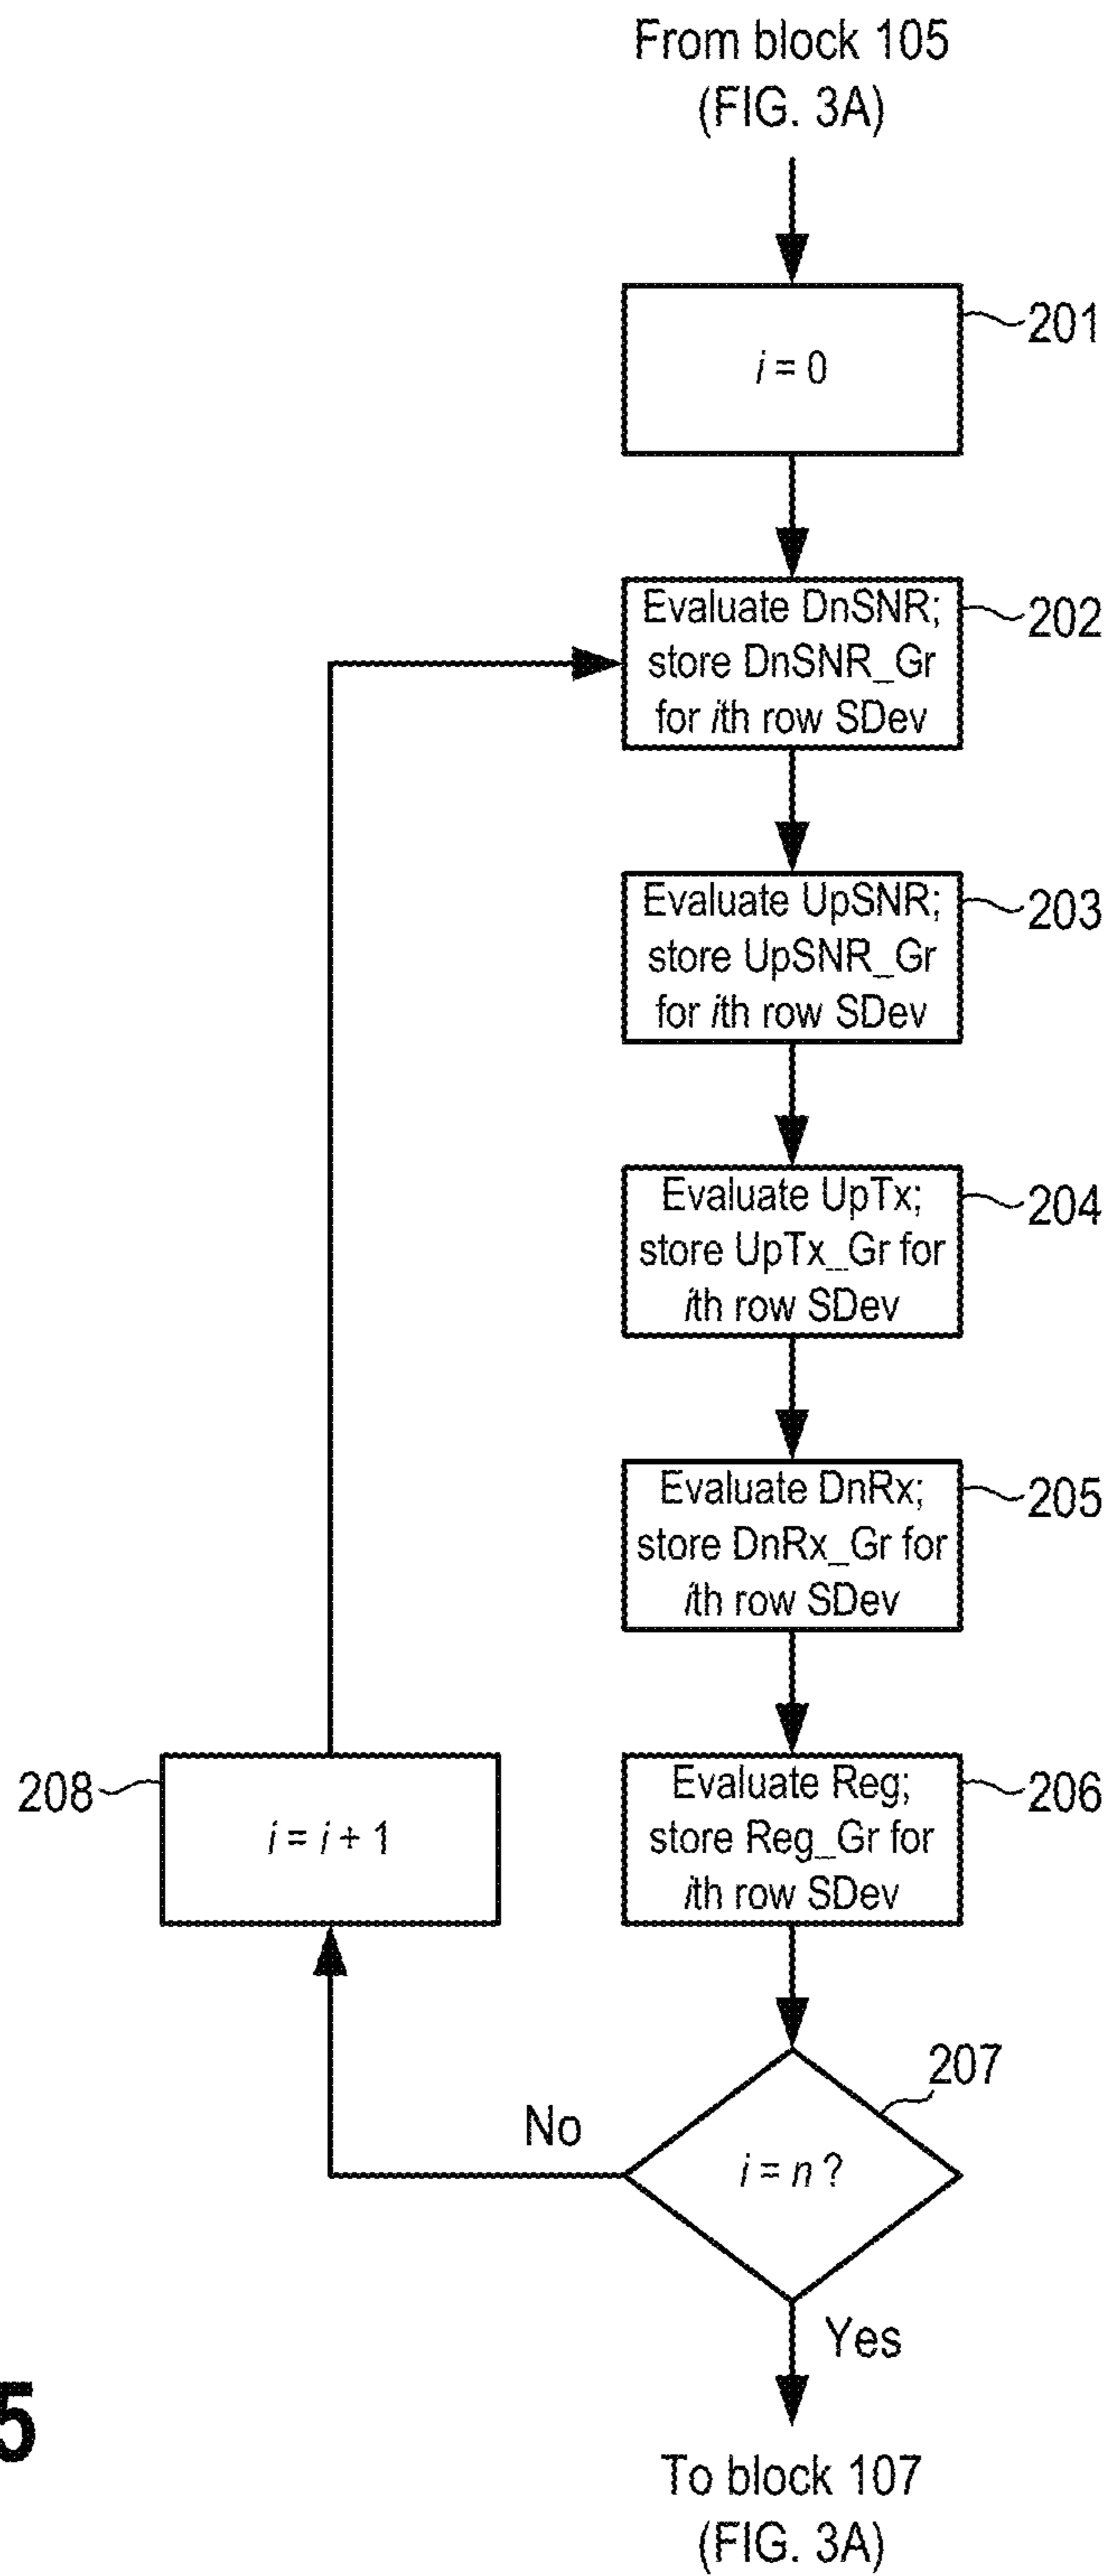 From block 105
(FIG. 3A)
201
i = 0
Evaluate DnSNR;
store DnSNR_Gr
for ith row SDev
202
Evaluate UpSNR;
store UpSNR_Gr
for ith row SDev
203
Evaluate UpTx;
store UpTx_Gr for
ith row SDev
204
Evaluate DnRx;
store DnRx_Gr for
ith row SDev
205
Evaluate Reg;
store Reg_Gr for
ith row SDev
206
208
i = i + 1
207
i = n ?
No
Yes
5
To block 107
(FIG. 3A)